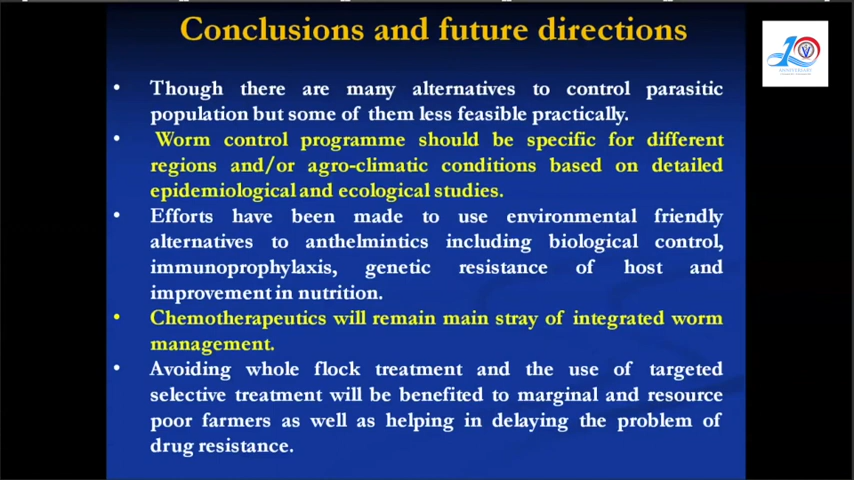 Conclusions and future directions
• Though there are many alternatives to control parasitic
population but some of them less feasible practically.
• Worm control programme should be specific for different
regions and/or agro-climatic conditions based on detailed
epidemiological and ecological studies.
• Efforts have been made to use environmental friendly
alternatives to anthelmintics including biological control,
immunoprophylaxis, genetic resistance of host and
improvement in nutrition.
• Chemotherapeutics will remain main stray of integrated worm
management.
• Avoiding whole flock treatment and the use of targeted
selective treatment will be benefited to marginal and resource
poor farmers as well as helping in delaying the problem of
drug resistance.
10